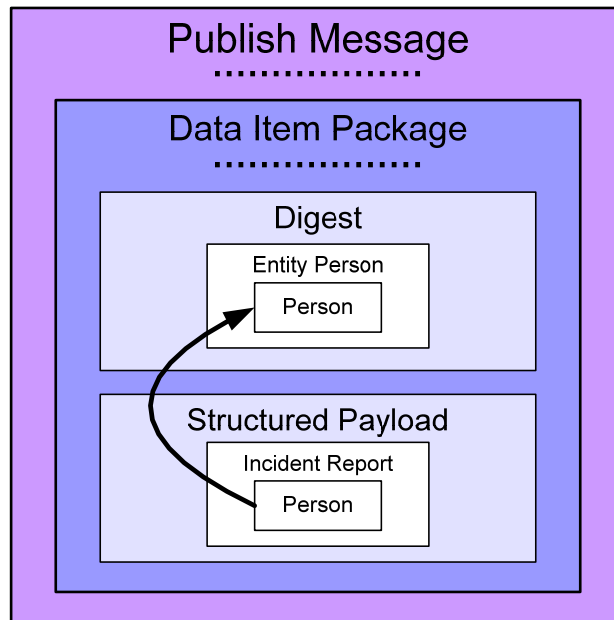 Publish Message
Data Item Package
Digest
Entity Person
Person
Structured Payload
Incident Report
Person